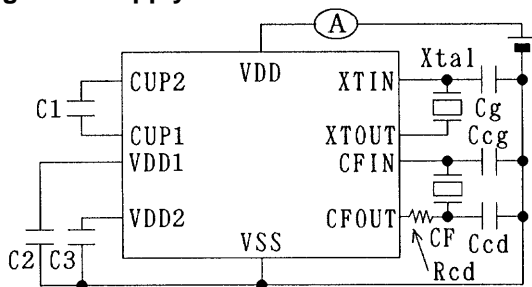 A
CUP2
VDD
XTIN
Xtal
C1
Cg
CUP1
XTOUT
Ccg
VDD1
CFIN
VDD2
CFOUT
CF
Ccd
VSS
C2
C3
Rcd